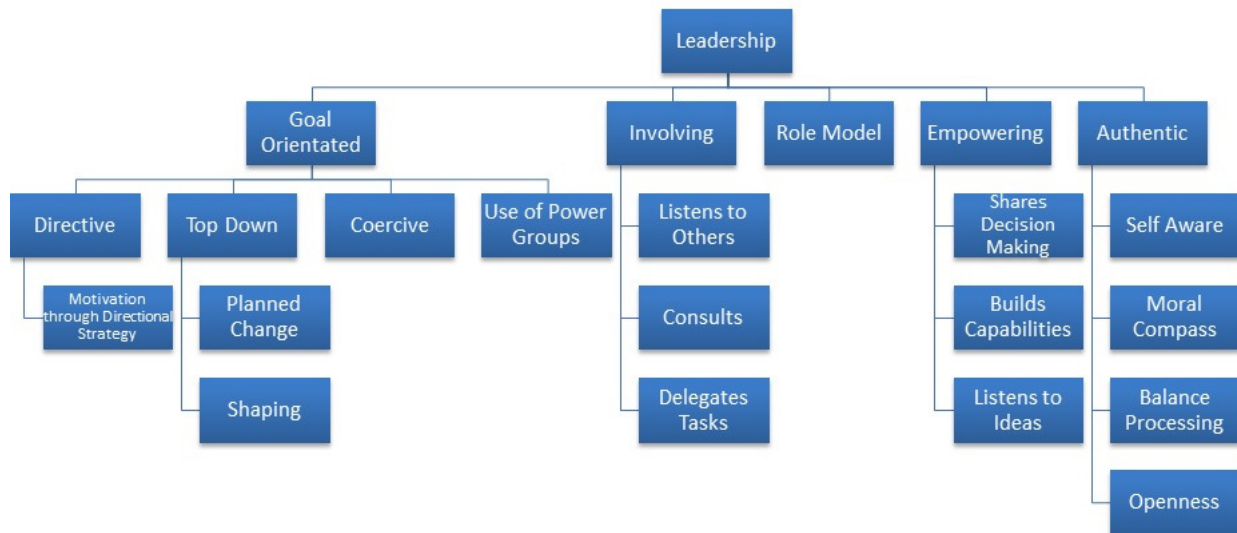 Leadership
Goal
Orientated
Involving
Role Model
Empowering
Authentic
Directive
Top Down
Coercive
Use of Power
Groups
Listens to
Others
Shares
Decision
Making
Self Aware
Motivation
through Directional
Strategy
Planned
Change
Consults
Builds
Capabilities
Moral
Compass
Shaping
Delegates
Tasks
Listens to
Ideas
Balance
Processing
Openness